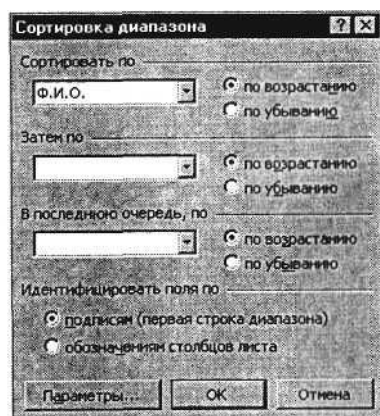 Сортировка диапазона
Сортировать по
Ф.И.О.
по возрастанию
по убыванию
Затем по
по возрастанию
по убыванию
В последнюю очередь, по
по возрастанию
по убыванию
Идентифицировать поля по
подписям (первая строка диапазона)
обозначениям столбцов листа
Параметры... ОК Отмена